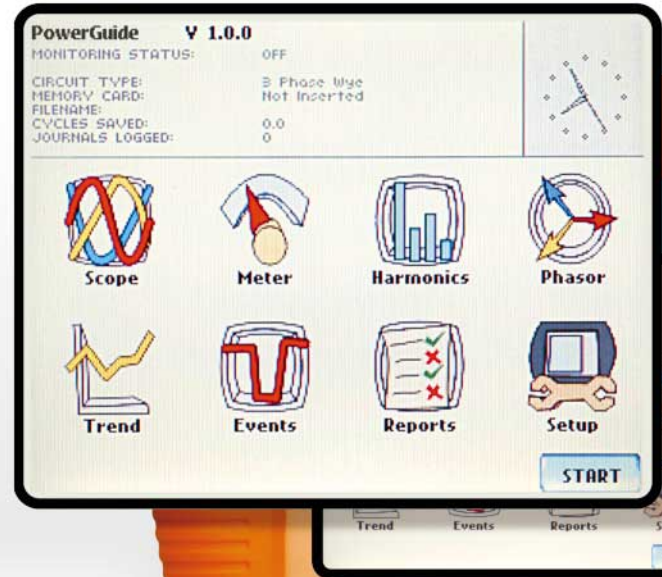 PowerGuide V 1.0.0
MONITORING STATUS: OFF
CIRCUIT TYPE: 3 Phase Wye
MEMORY CARD: Not Inserted
FILENAME:
CYCLES SAVED: 0.0
JOURNALS LOGGED: 0
Scope Meter Harmonics Phasor
Trend Events Reports Setup
START
Trend Events Reports